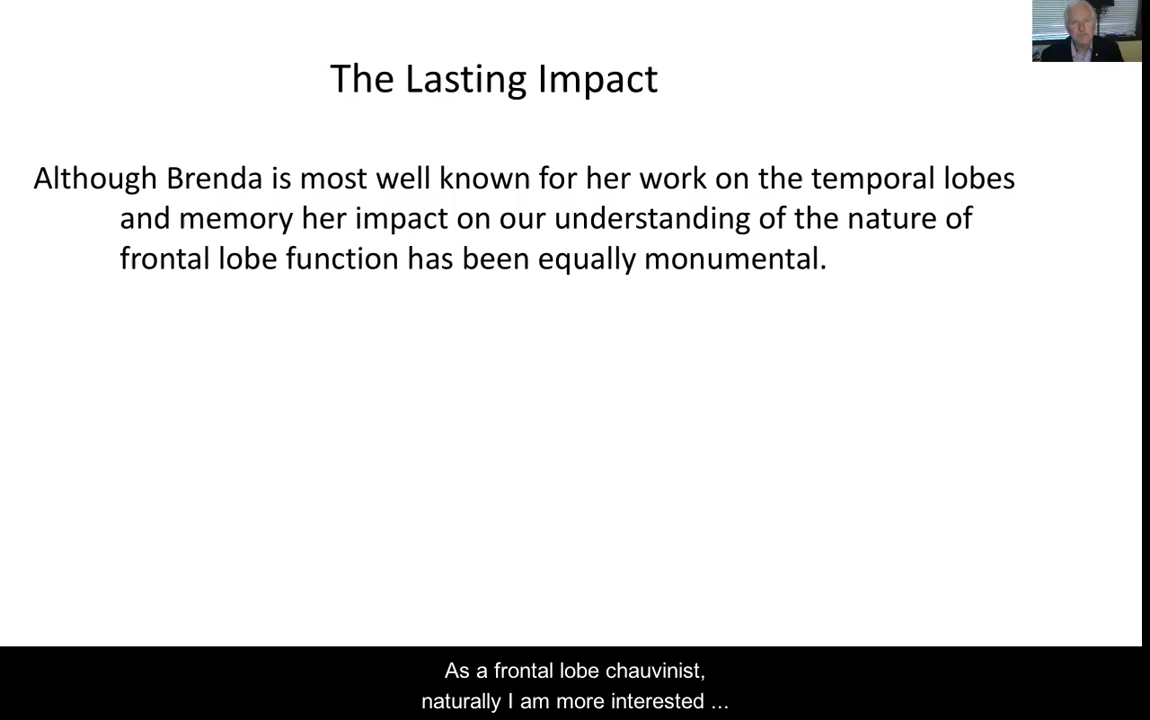 The Lasting Impact
Although Brenda is most well known for her work on the temporal lobes
and memory her impact on our understanding of the nature of
frontal lobe function has been equally monumental.
As a frontal lobe chauvinist,
naturally I am more interested ...